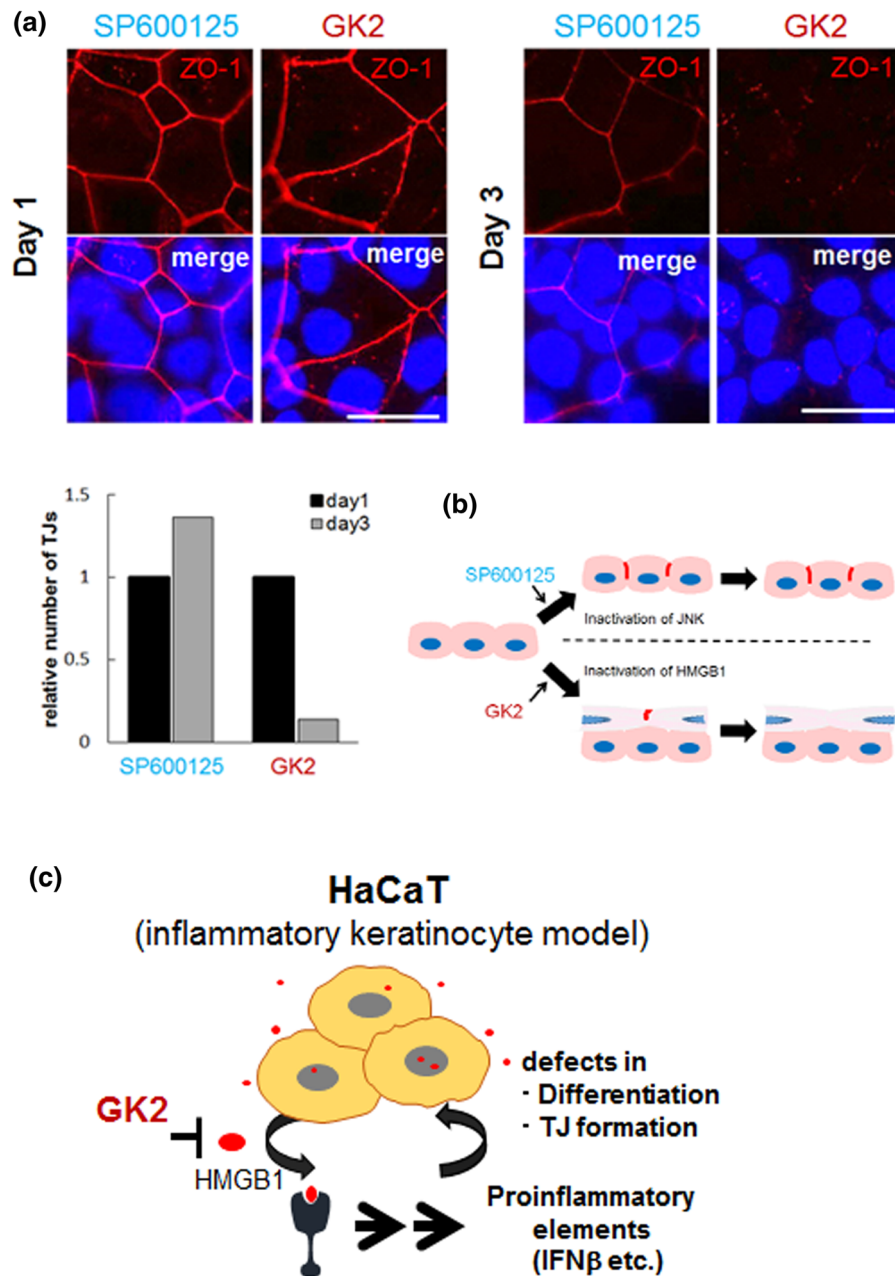 (a)
SP600125 GK2 SP600125 GK2
ZO-1 ZO-1 ZO-1 ZO-1
Day 1 Day 3
merge merge merge merge
1.5
1
0.5
0
relative number of TJs
day1
day3
SP600125 GK2
(b)
SP600125
Inactivation of JNK
Inactivation of HMGB1
GK2
(c)
HaCaT
(inflammatory keratinocyte model)
defects in
- Differentiation
- TJ formation
GK2
HMGB1
Proinflammatory
elements
(IFNβ etc.)